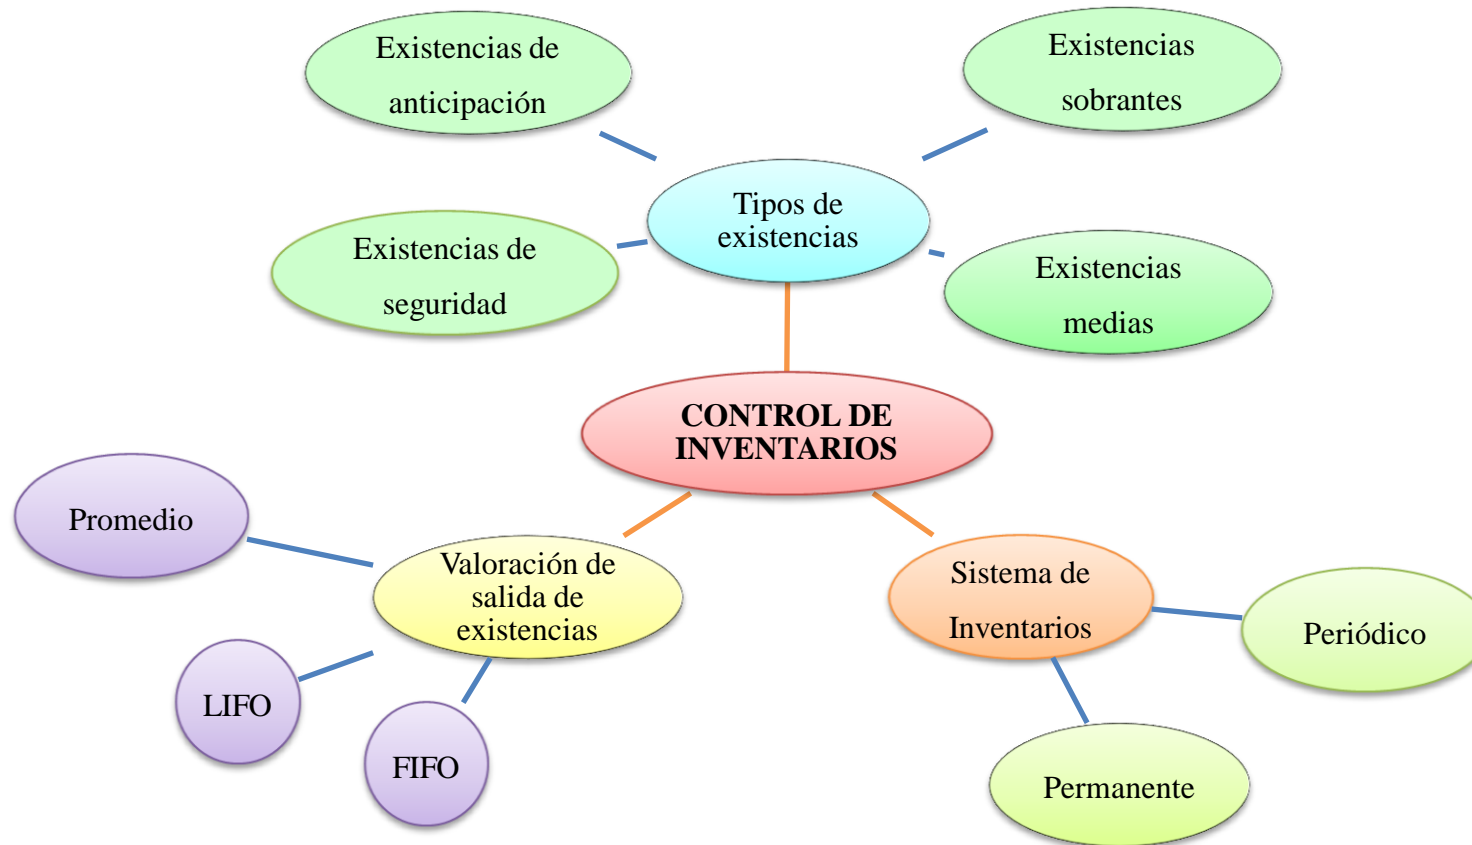 Existencias de
anticipación
Existencias
sobrantes
Tipos de
existencias
Existencias de
seguridad
Existencias
medias
CONTROL DE
INVENTARIOS
Promedio
Valoración de
salida de
existencias
Sistema de
Inventarios
Periódico
LIFO
FIFO
Permanente